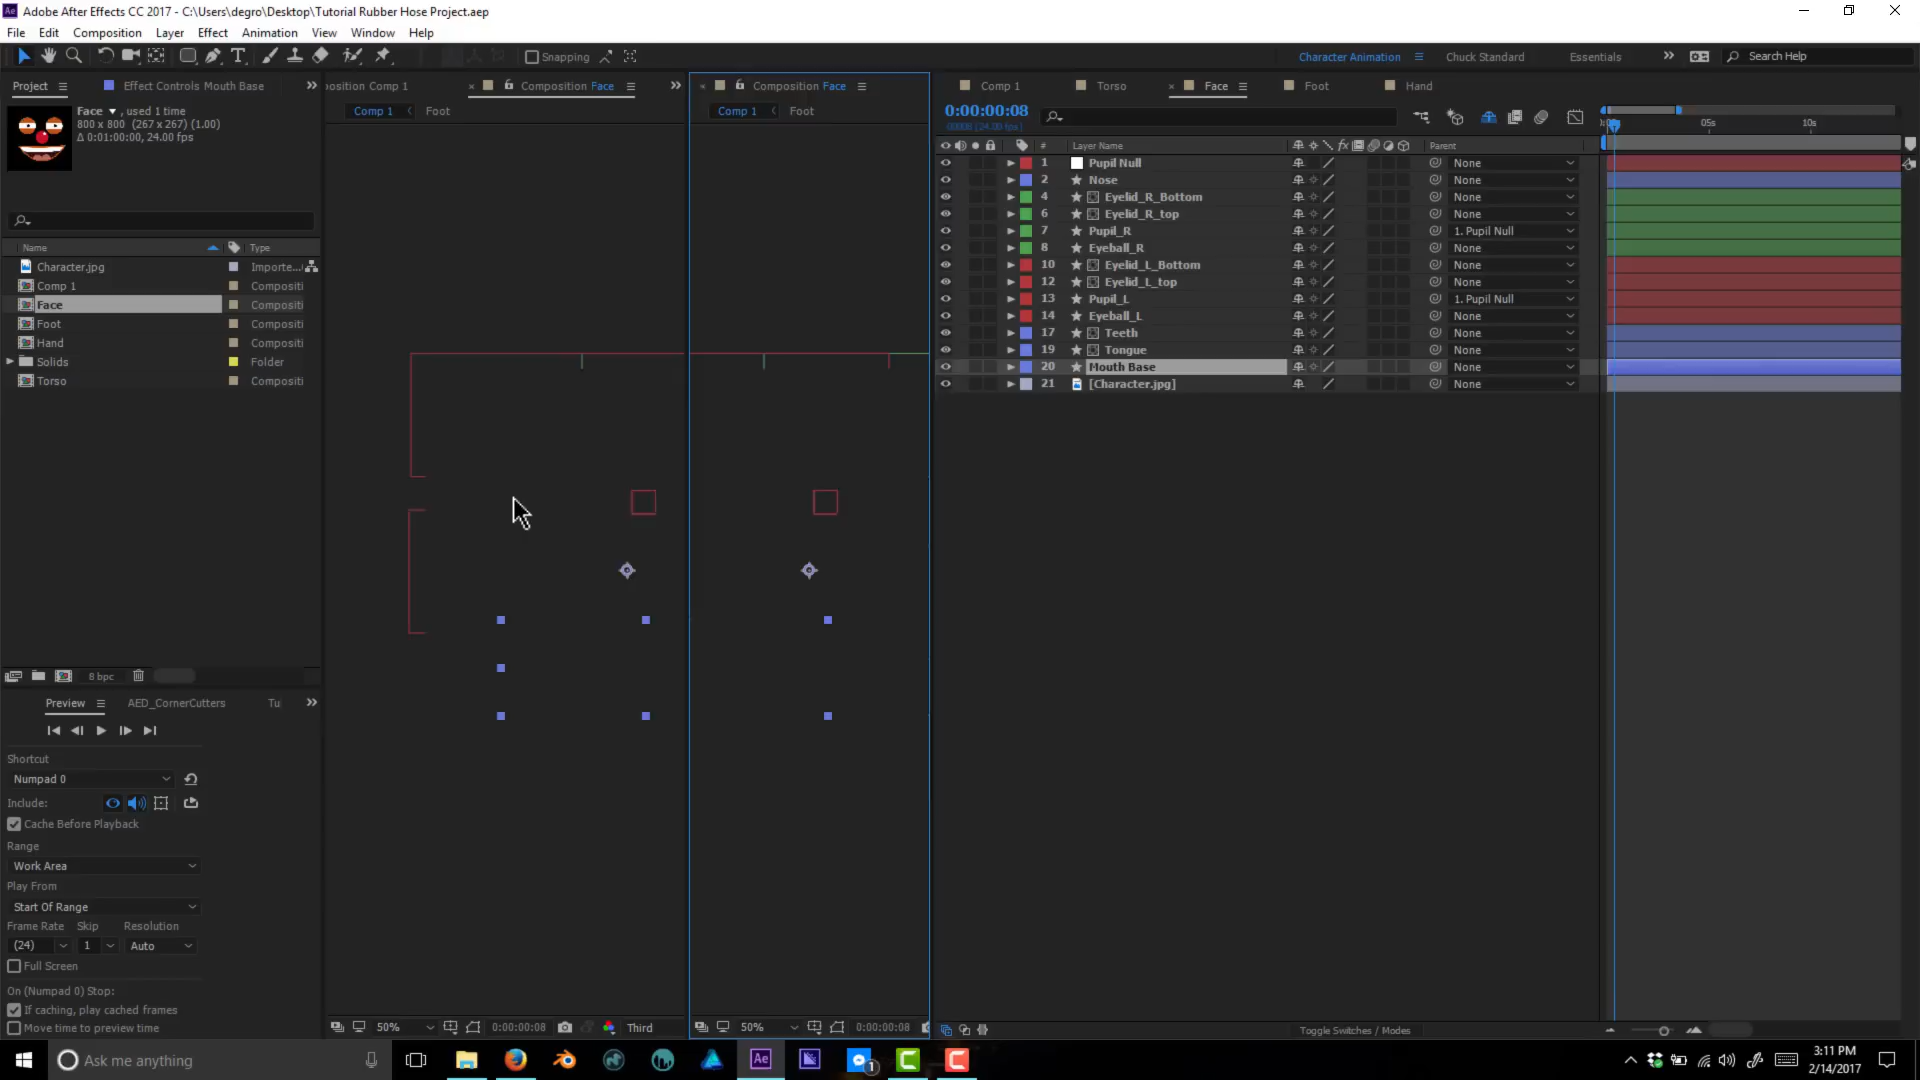 Adobe After Effects CC 2017 - C:\Users\degro\Desktop\Tutorial Rubber Hose Project.aep
File Edit Composition Layer Effect Animation View Window Help
Snapping
Character Animation Chuck Standard Essentials Search Help
Project Effect Controls Mouth Base
osition Comp 1 Composition Face
Composition Face
Comp 1 Torso Face Foot Hand
Face , used 1 time
800 x 800 (267 x 267) (1.00)
Δ 0:01:00:00, 24.00 fps
Comp 1 Foot
Comp 1 Foot
0:00:00:08
05s 10s
# Layer Name Parent
1 Pupil Null None
2 Nose None
4 Eyelid_R_Bottom None
6 Eyelid_R_top None
7 Pupil_R 1. Pupil Null
8 Eyeball_R None
10 Eyelid_L_Bottom None
12 Eyelid_L_top None
13 Pupil_L 1. Pupil Null
14 Eyeball_L None
17 Teeth None
19 Tongue None
20 Mouth Base None
21 [Character.jpg] None
Name Type
Character.jpg Importe...
Comp 1 Compositi
Face Compositi
Foot Compositi
Hand Compositi
Solids Folder
Torso Compositi
8 bpc
Preview AED_CornerCutters Tu
Shortcut
Numpad 0
Include:
Cache Before Playback
Range
Work Area
Play From
Start Of Range
Frame Rate Skip Resolution
(24) 1 Auto
Full Screen
On (Numpad 0) Stop:
If caching, play cached frames
Move time to preview time
50% 0:00:00:08 Third
50% 0:00:00:08
Toggle Switches / Modes
Ask me anything
Ae
1
3:11 PM
2/14/2017